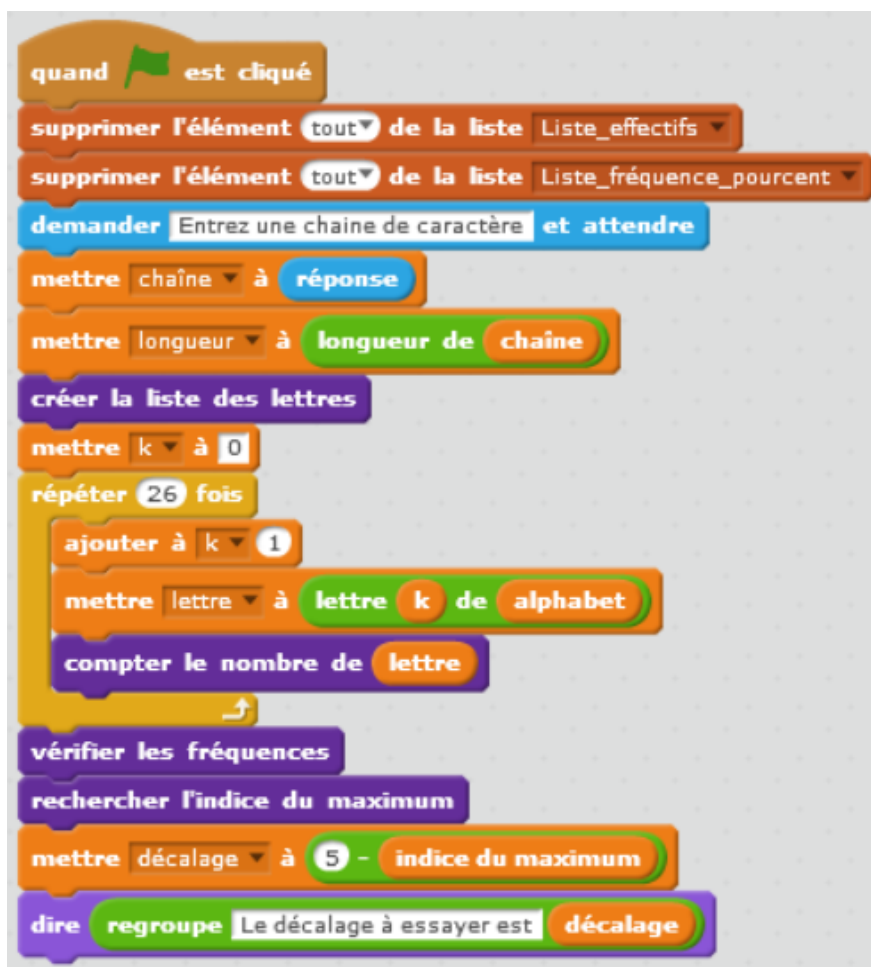 quand est cliqué
supprimer l'élément tout de la liste Liste_effectifs
supprimer l'élément tout de la liste Liste_fréquence_pourcent
demander Entrez une chaine de caractère et attendre
mettre chaîne à réponse
mettre longueur à longueur de chaîne
créer la liste des lettres
mettre k à 0
répéter 26 fois
ajouter à k 1
mettre lettre à lettre k de alphabet
compter le nombre de lettre
vérifier les fréquences
rechercher l'indice du maximum
mettre décalage à 5 - indice du maximum
dire regroupe Le décalage à essayer est décalage